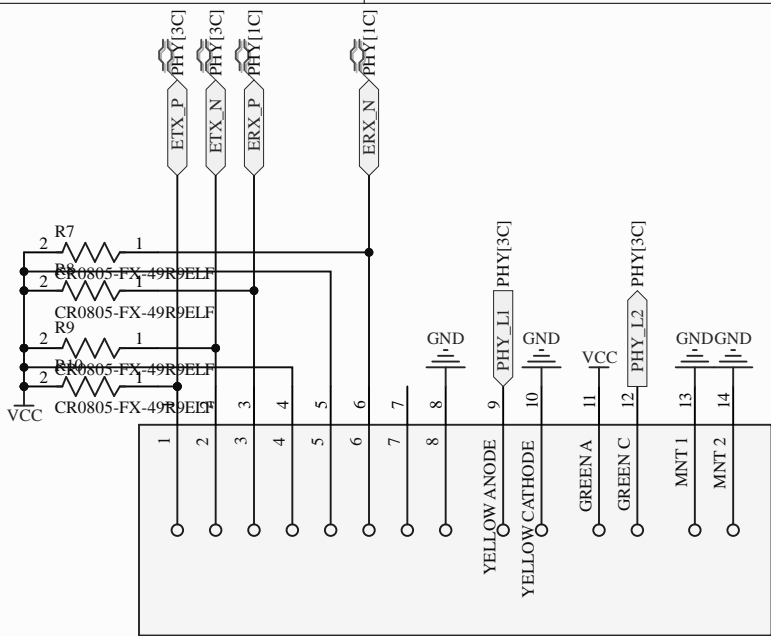 PHY[3C]
PHY[3C]
PHY[1C]
PHY[1C]
ETX_P
ETX_N
ERX_P
ERX_N
R7
2
1
R8
CR0805-FX-49R9ELF
2
1
CR0805-FX-49R9ELF
R9
2
1
R10
CR0805-FX-49R9ELF
2
1
CR0805-FX-49R9ELF
VCC
PHY[3C]
PHY[3C]
PHY_L1
PHY_L2
GND
GND
VCC
GND
GND
1
2
3
4
5
6
7
8
9
10
11
12
13
14
1
2
3
4
5
6
7
8
YELLOW ANODE
YELLOW CATHODE
GREEN A
GREEN C
MNT 1
MNT 2